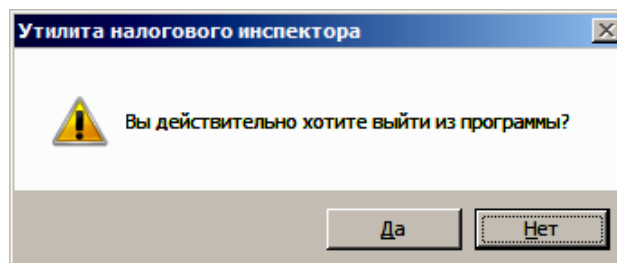 Утилита налогового инспектора
Вы действительно хотите выйти из программы?
Да
Нет